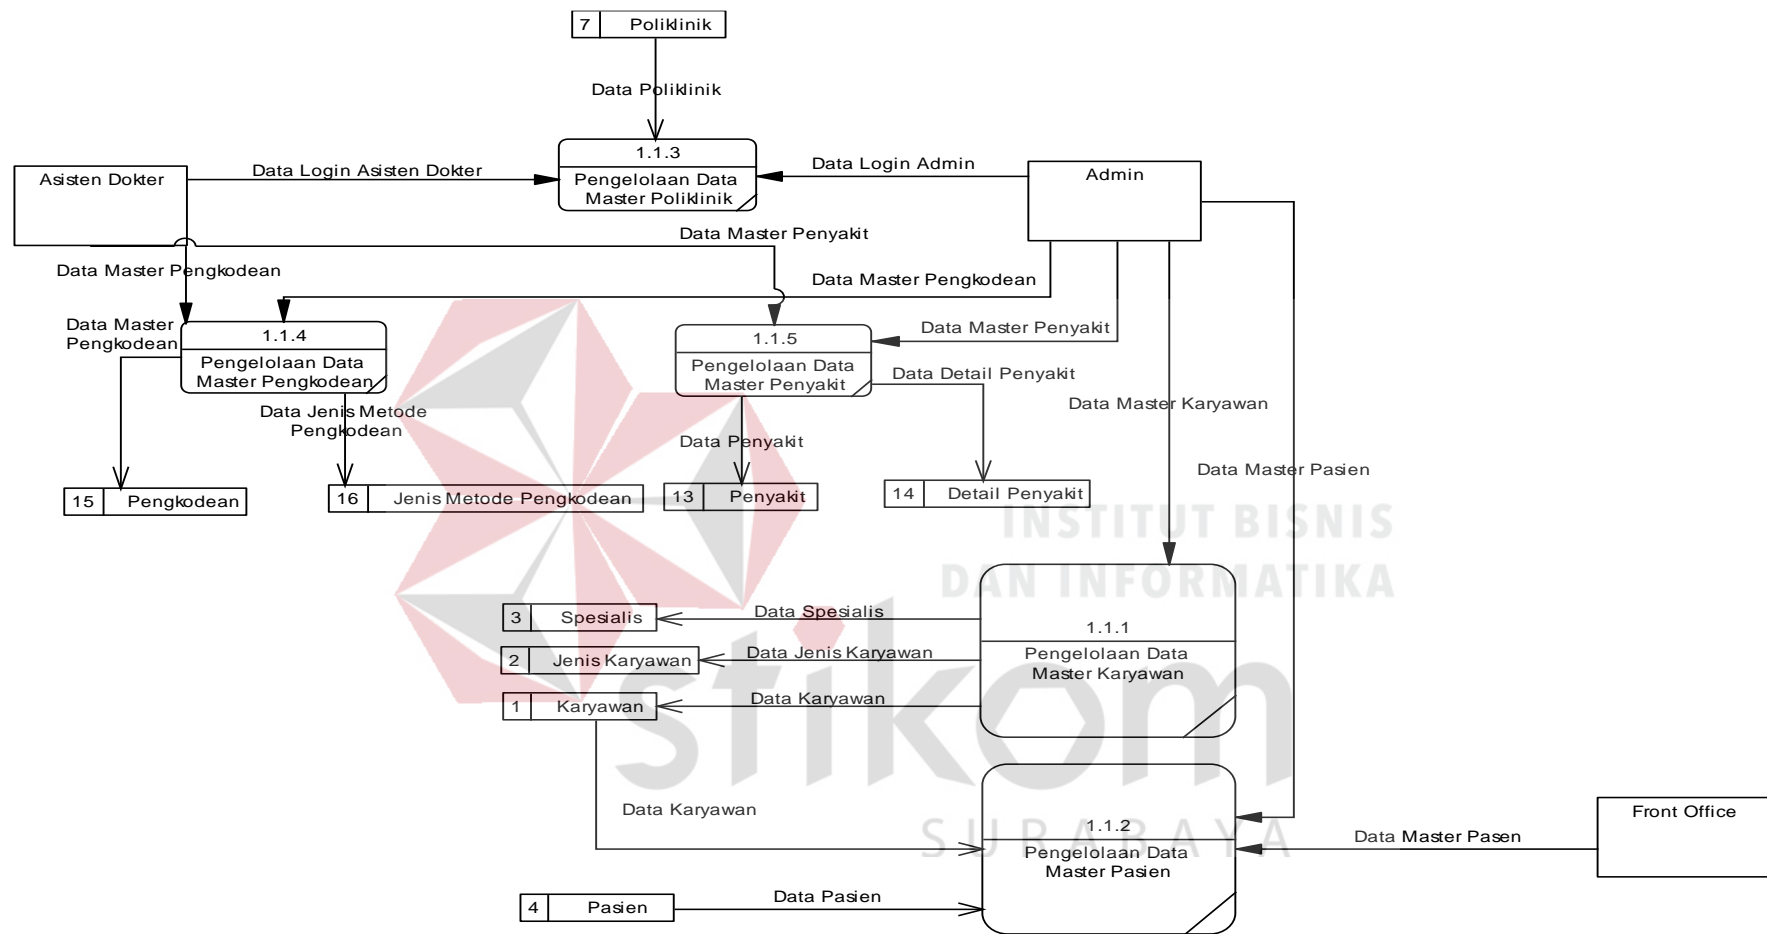 7 Poliklinik
Data Poliklinik
1.1.3
Pengelolaan Data
Master Poliklinik
Asisten Dokter
Data Login Asisten Dokter
Data Login Admin
Admin
Data Master Penyakit
Data Master Pengkodean
Data Master Pengkodean
Data Master
Pengkodean
1.1.4
Pengelolaan Data
Master Pengkodean
1.1.5
Pengelolaan Data
Master Penyakit
Data Master Penyakit
Data Detail Penyakit
Data Jenis Metode
Pengkodean
Data Master Karyawan
Data Penyakit
Data Master Pasien
15 Pengkodean
16 Jenis Metode Pengkodean
13 Penyakit
14 Detail Penyakit
INSTITUT BISNIS
DAN INFORMATIKA
stikom
SURABAYA
3 Spesialis
Data Spesialis
2 Jenis Karyawan
Data Jenis Karyawan
1 Karyawan
Data Karyawan
1.1.1
Pengelolaan Data
Master Karyawan
Data Karyawan
1.1.2
Pengelolaan Data
Master Pasien
Data Master Pasen
Front Office
4 Pasien
Data Pasien